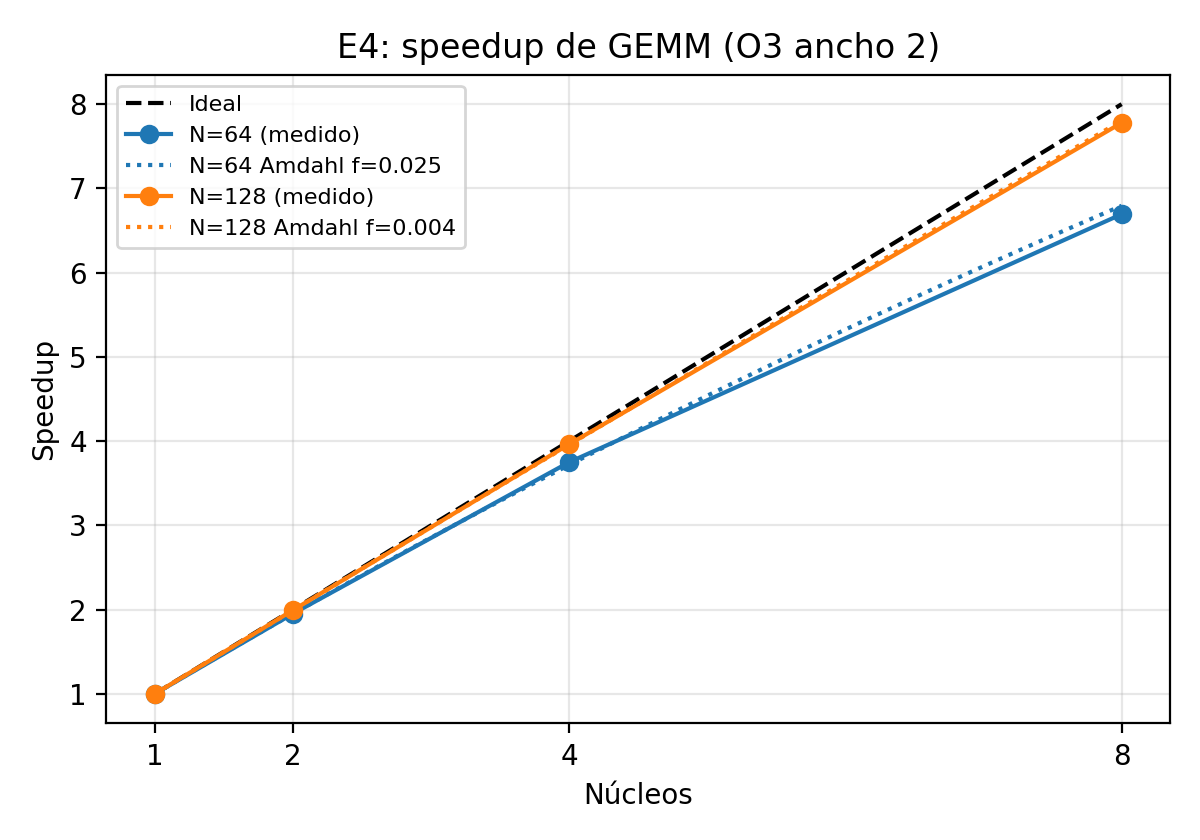 E4: speedup de GEMM (O3 ancho 2)
Ideal
N=64 (medido)
N=64 Amdahl f=0.025
N=128 (medido)
N=128 Amdahl f=0.004
Speedup
8
7
6
5
4
3
2
1
1 2 4 8
Núcleos